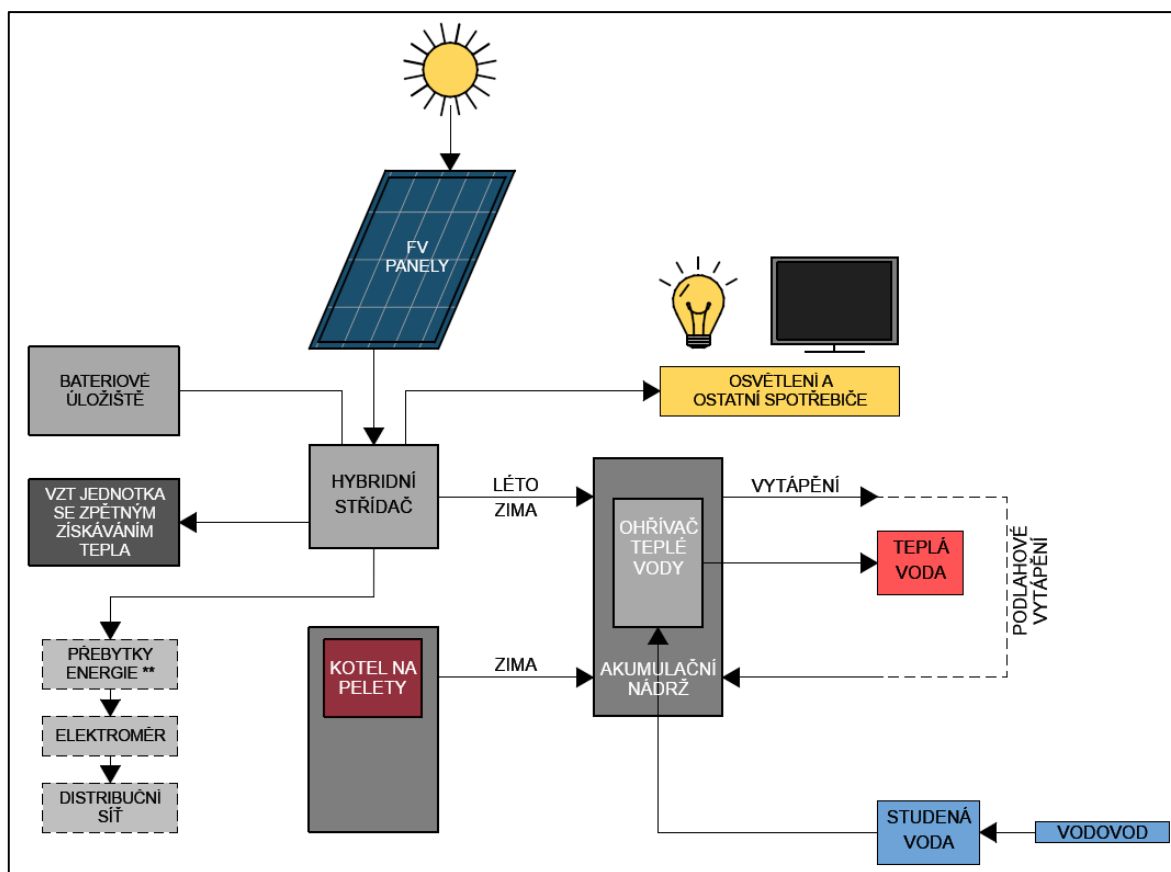 FV
PANELY
BATERIOVÉ
ÚLOŽIŠTĚ
OSVĚTLENÍ A
OSTATNÍ SPOTŘEBIČE
VZT JEDNOTKA
SE ZPĚTNÝM
ZÍSKÁVÁNÍM
TEPLA
HYBRIDNÍ
STŘÍDAČ
LÉTO
ZIMA
OHŘÍVAČ
TEPLÉ
VODY
VYTÁPĚNÍ
TEPLÁ
VODA
PODLAHOVÉ
VYTÁPĚNÍ
PŘEBYTKY
ENERGIE **
KOTEL NA
PELETY
ZIMA
AKUMULAČNÍ
NÁDRŽ
ELEKTROMĚR
DISTRIBUČNÍ
SÍŤ
STUDENÁ
VODA
VODOVOD